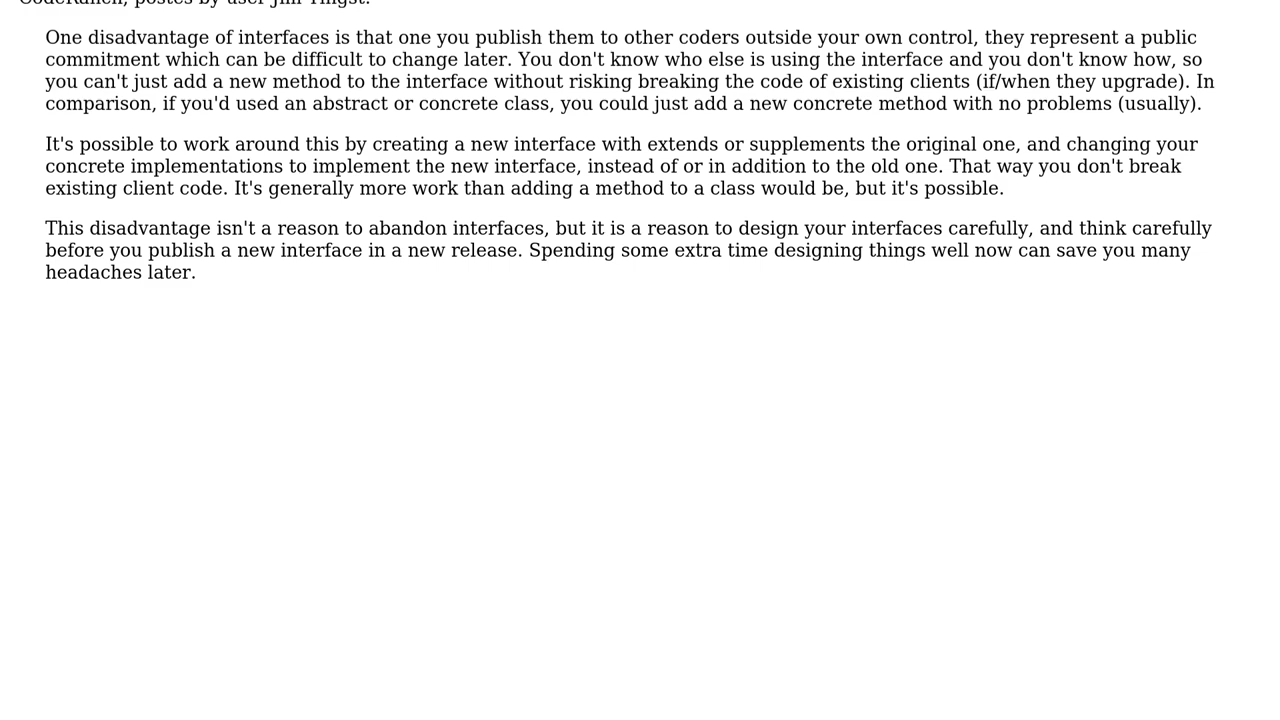 CodeRanch, postes by user Jim Yingst:
One disadvantage of interfaces is that one you publish them to other coders outside your own control, they represent a public
commitment which can be difficult to change later. You don't know who else is using the interface and you don't know how, so
you can't just add a new method to the interface without risking breaking the code of existing clients (if/when they upgrade). In
comparison, if you'd used an abstract or concrete class, you could just add a new concrete method with no problems (usually).
It's possible to work around this by creating a new interface with extends or supplements the original one, and changing your
concrete implementations to implement the new interface, instead of or in addition to the old one. That way you don't break
existing client code. It's generally more work than adding a method to a class would be, but it's possible.
This disadvantage isn't a reason to abandon interfaces, but it is a reason to design your interfaces carefully, and think carefully
before you publish a new interface in a new release. Spending some extra time designing things well now can save you many
headaches later.